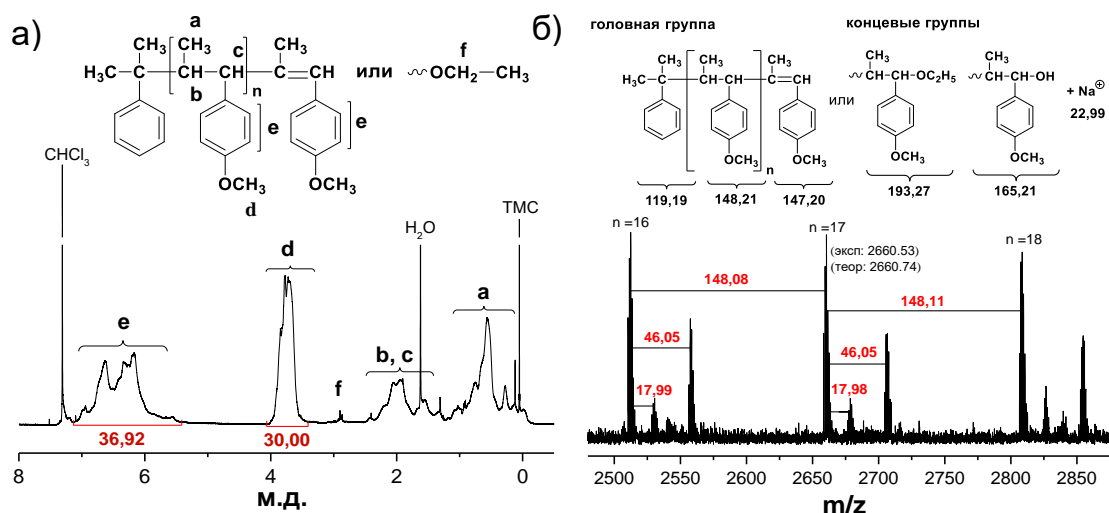 а)
a
CH₃
CH₃
CH₃
c
H₃C
C
CH
CH
C
CH
n
b
или
f
OCH₂
CH₃
e
e
OCH₃
OCH₃
d
CHCl₃
H₂O
ТМС
e
d
f
b, c
a
36,92
30,00
8
6
4
2
0
м.д.
б)
головная группа
концевые группы
CH₃
CH₃
CH₃
H₃C
C
CH
CH
C
CH
n
OCH₃
OCH₃
или
CH₃
CH
CH
OC₂H₅
OCH₃
CH₃
CH
CH
OH
OCH₃
+ Na⊕
22,99
119,19
148,21
147,20
193,27
165,21
n =16
n =17
n =18
(эксп: 2660.53)
(теор: 2660.74)
148,08
148,11
46,05
46,05
17,99
17,98
2500
2550
2600
2650
2700
2750
2800
2850
m/z